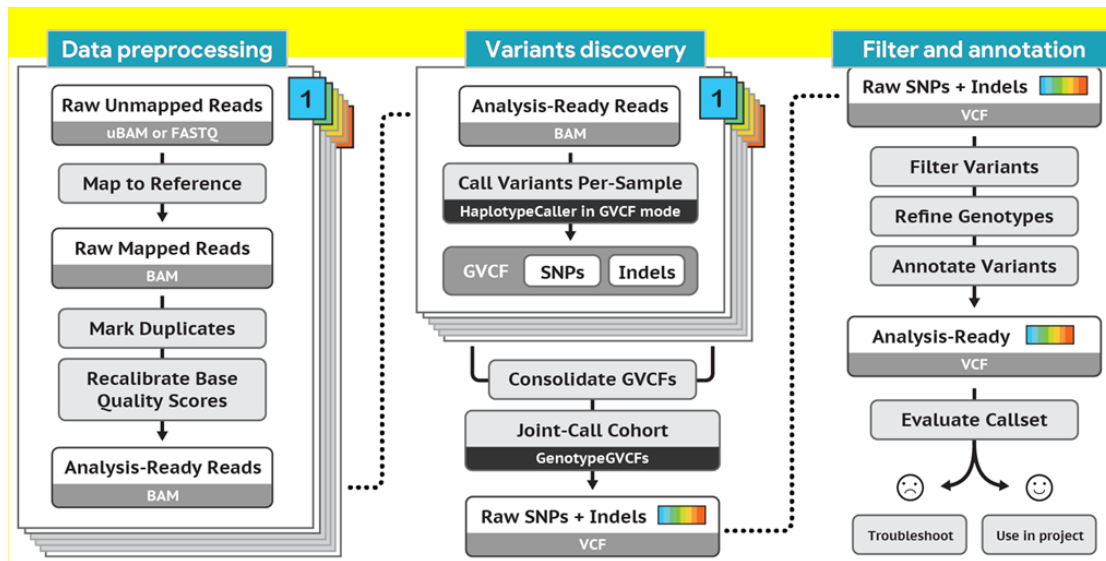 Data preprocessing
1
Raw Unmapped Reads
uBAM or FASTQ
Map to Reference
Raw Mapped Reads
BAM
Mark Duplicates
Recalibrate Base
Quality Scores
Analysis-Ready Reads
BAM
Variants discovery
1
Analysis-Ready Reads
BAM
Call Variants Per-Sample
HaplotypeCaller in GVCF mode
GVCF SNPs Indels
Consolidate GVCFs
Joint-Call Cohort
GenotypeGVCFs
Raw SNPs + Indels
VCF
Filter and annotation
Raw SNPs + Indels
VCF
Filter Variants
Refine Genotypes
Annotate Variants
Analysis-Ready
VCF
Evaluate Callset
Troubleshoot
Use in project